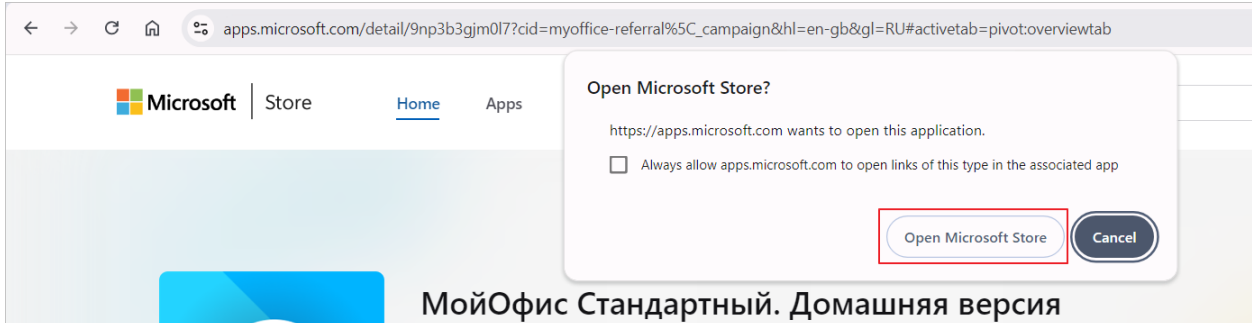 apps.microsoft.com/detail/9np3b3gjm0l7?cid=myoffice-referral%5C_campaign&hl=en-gb&gl=RU#activetab=pivot:overviewtab
Microsoft | Store Home Apps
Open Microsoft Store?
https://apps.microsoft.com wants to open this application.
Always allow apps.microsoft.com to open links of this type in the associated app
Open Microsoft Store Cancel
МойОфис Стандартный. Домашняя версия